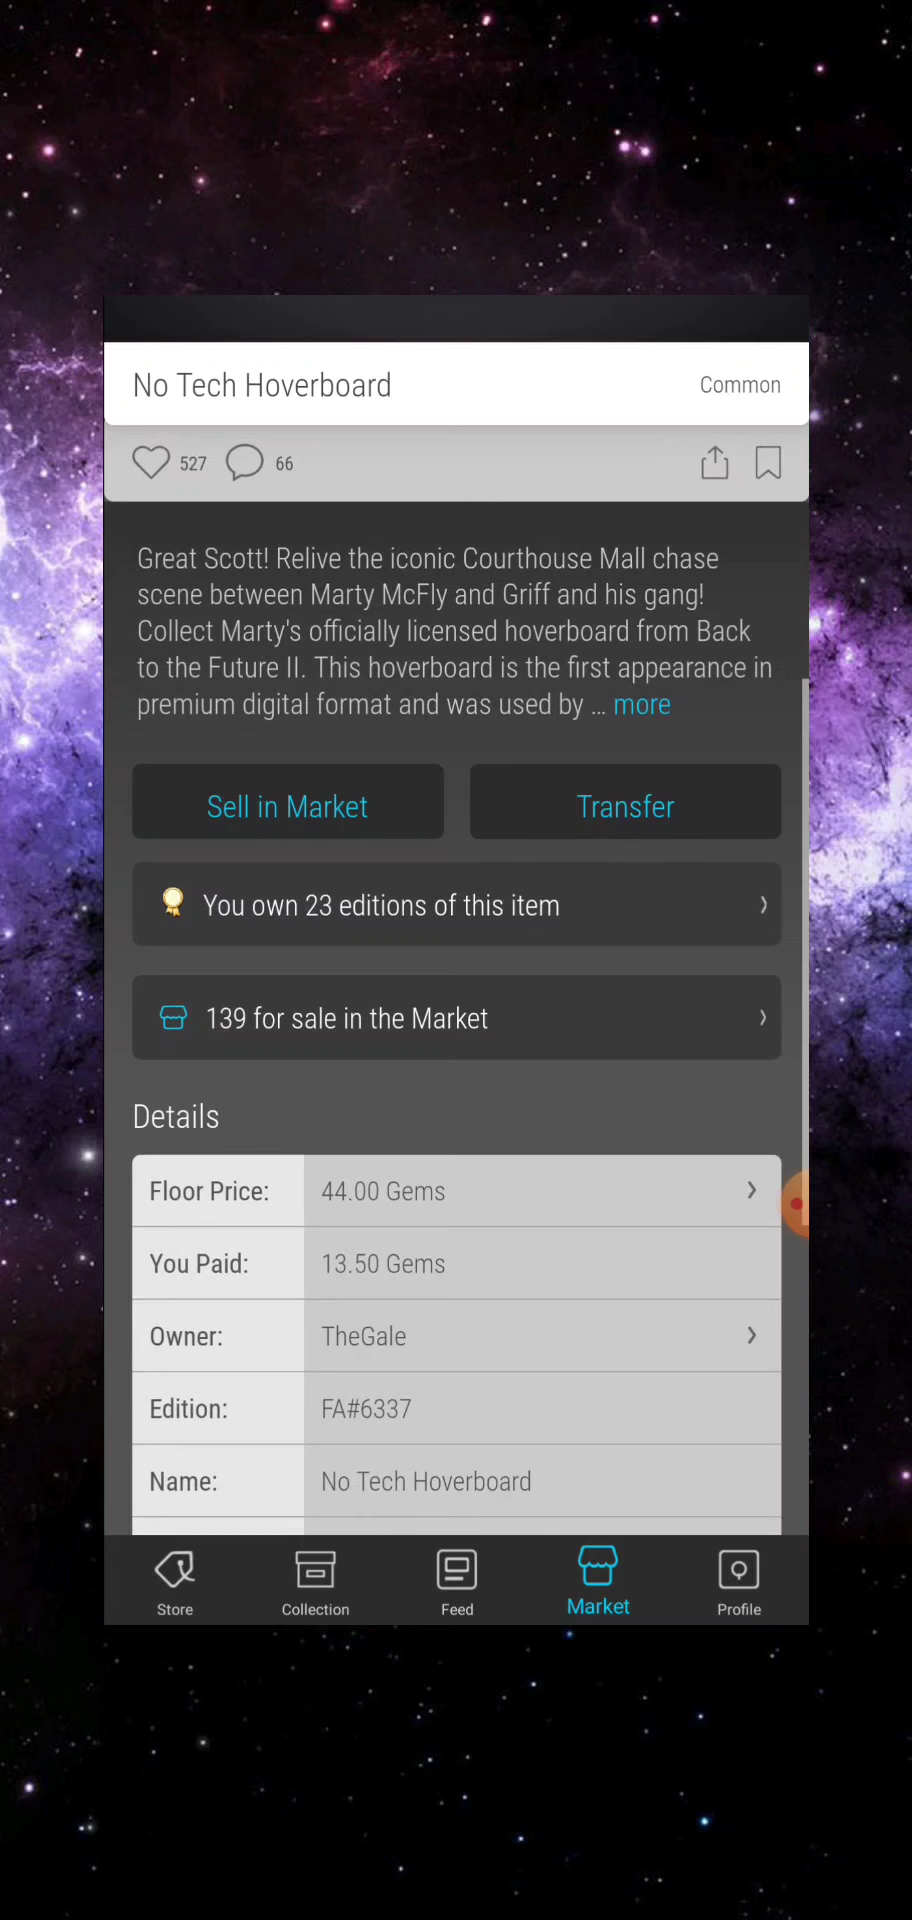 No Tech Hoverboard
Common
527
66
Great Scott! Relive the iconic Courthouse Mall chase
scene between Marty McFly and Griff and his gang!
Collect Marty's officially licensed hoverboard from Back
to the Future II. This hoverboard is the first appearance in
premium digital format and was used by ... more
Sell in Market
Transfer
You own 23 editions of this item
139 for sale in the Market
Details
Floor Price: 44.00 Gems
You Paid: 13.50 Gems
Owner: TheGale
Edition: FA#6337
Name: No Tech Hoverboard
Store
Collection
Feed
Market
Profile